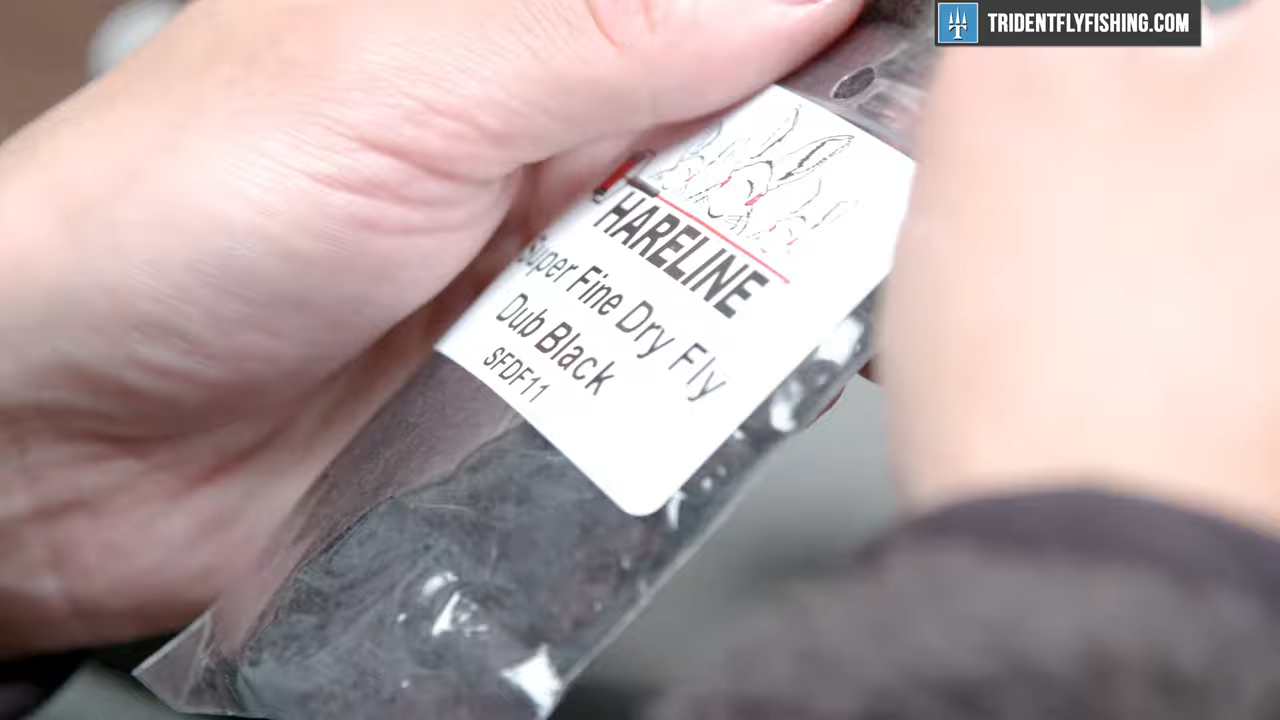 TRIDENTFLYFISHING.COM
HARELINE
Super Fine Dry Fly
Dub Black
SFDF11